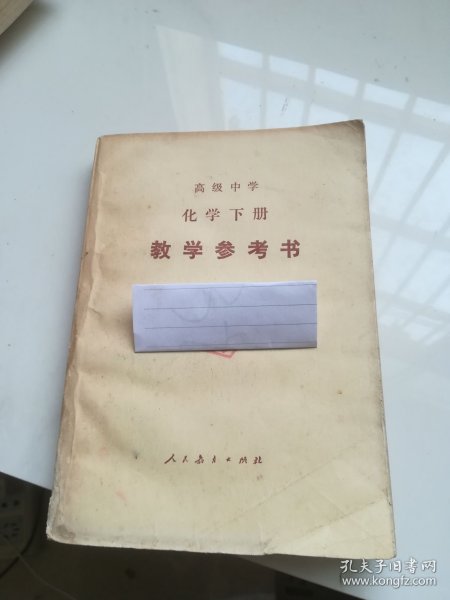 高级中学
化学下册
教学参考书
人民教育出版社
孔夫子旧书网
www.kongfz.com